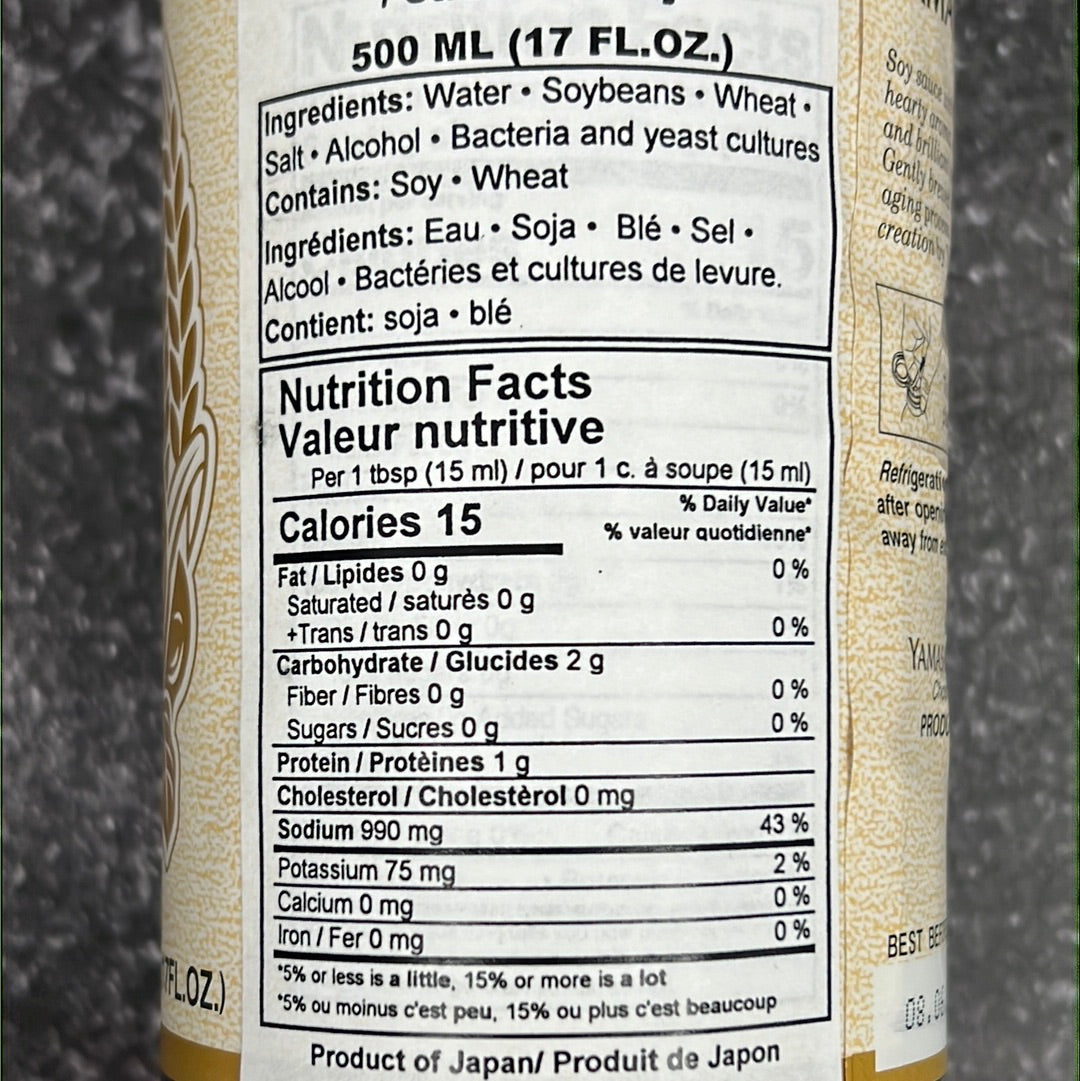 500 ML (17 FL.OZ.)
Ingredients: Water • Soybeans • Wheat •
Salt • Alcohol • Bacteria and yeast cultures
Contains: Soy • Wheat
Ingrédients: Eau • Soja • Blé • Sel •
Alcool • Bactéries et cultures de levure.
Contient: soja • blé
Nutrition Facts
Valeur nutritive
Per 1 tbsp (15 ml) / pour 1 c. à soupe (15 ml)
Calories 15
% Daily Value*
% valeur quotidienne*
Fat / Lipides 0 g 0 %
Saturated / saturès 0 g
+Trans / trans 0 g 0 %
Carbohydrate / Glucides 2 g
Fiber / Fibres 0 g 0 %
Sugars / Sucres 0 g 0 %
Protein / Protèines 1 g
Cholesterol / Cholestèrol 0 mg
Sodium 990 mg 43 %
Potassium 75 mg 2 %
Calcium 0 mg 0 %
Iron / Fer 0 mg 0 %
*5% or less is a little, 15% or more is a lot
*5% ou moinus c'est peu, 15% ou plus c'est beaucoup
Product of Japan/ Produit de Japon
FL.OZ.)
Soy sauce
hearty
and
Gently
aging
creation
after
away from
BEST